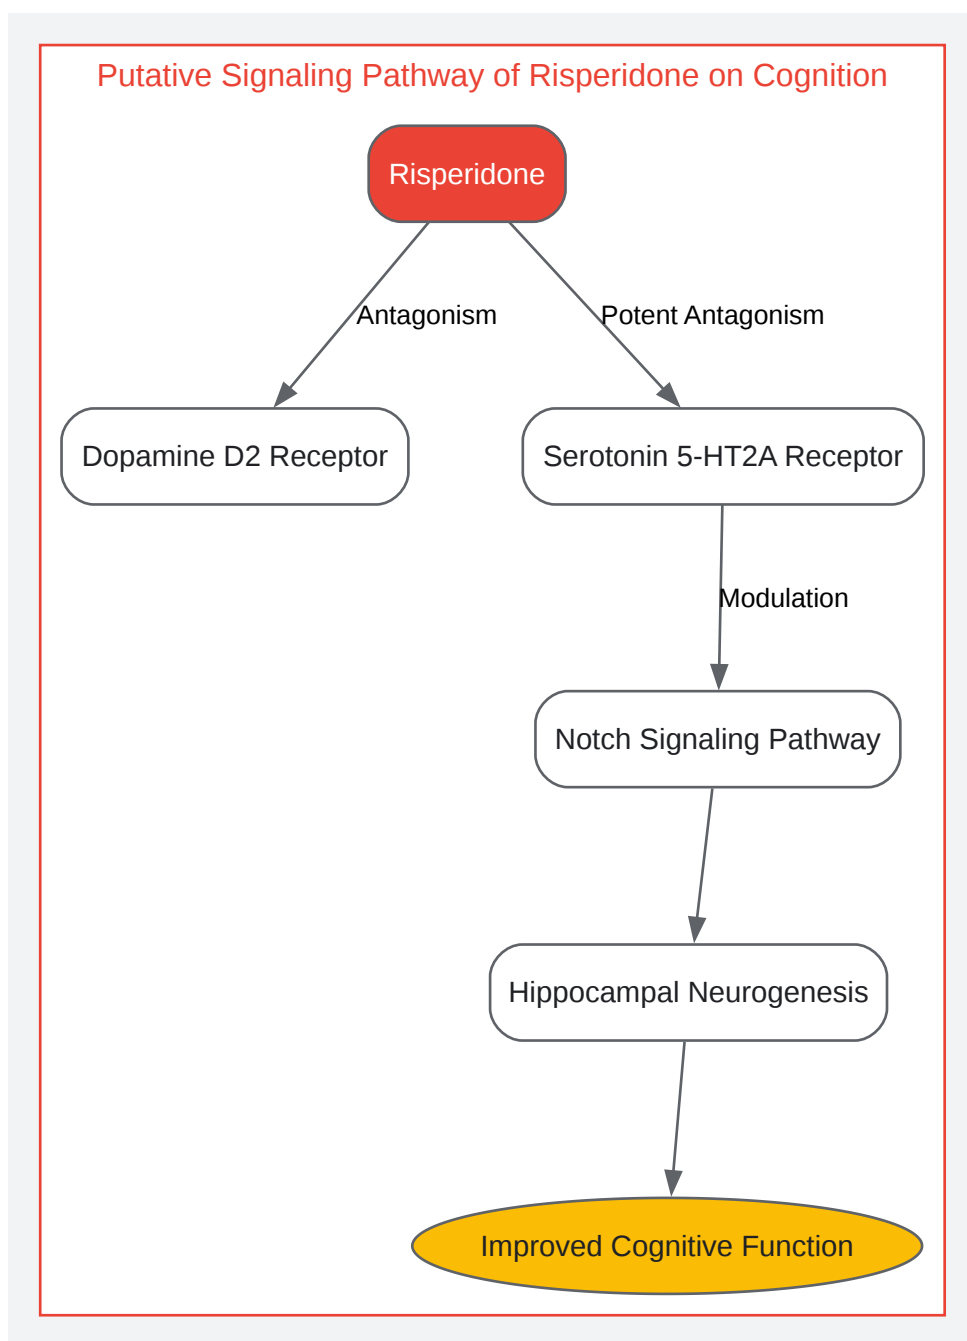 Putative Signaling Pathway of Risperidone on Cognition
Risperidone
Antagonism
Potent Antagonism
Dopamine D2 Receptor
Serotonin 5-HT2A Receptor
Modulation
Notch Signaling Pathway
Hippocampal Neurogenesis
Improved Cognitive Function